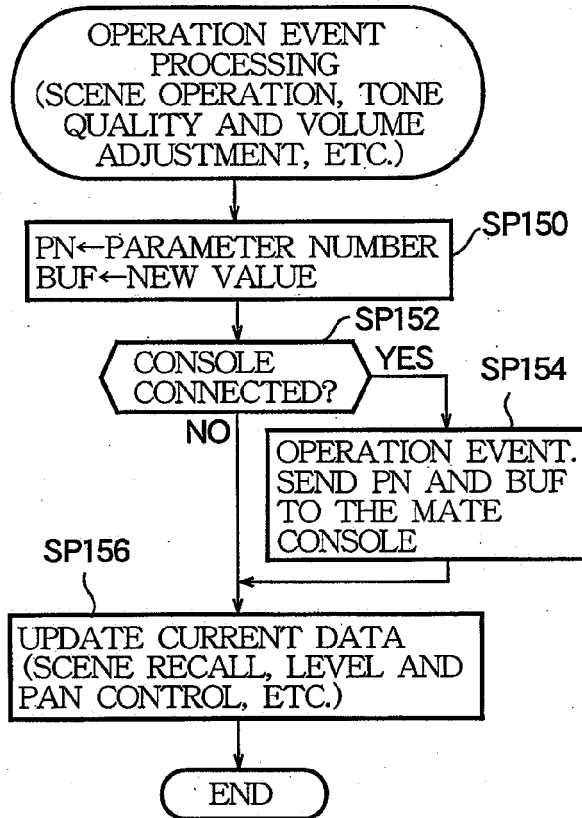 OPERATION EVENT
PROCESSING
(SCENE OPERATION, TONE
QUALITY AND VOLUME
ADJUSTMENT, ETC.)
SP150
PN←PARAMETER NUMBER
BUF←NEW VALUE
SP152
CONSOLE
CONNECTED?
YES
NO
SP154
OPERATION EVENT.
SEND PN AND BUF
TO THE MATE
CONSOLE
SP156
UPDATE CURRENT DATA
(SCENE RECALL, LEVEL AND
PAN CONTROL, ETC.)
END